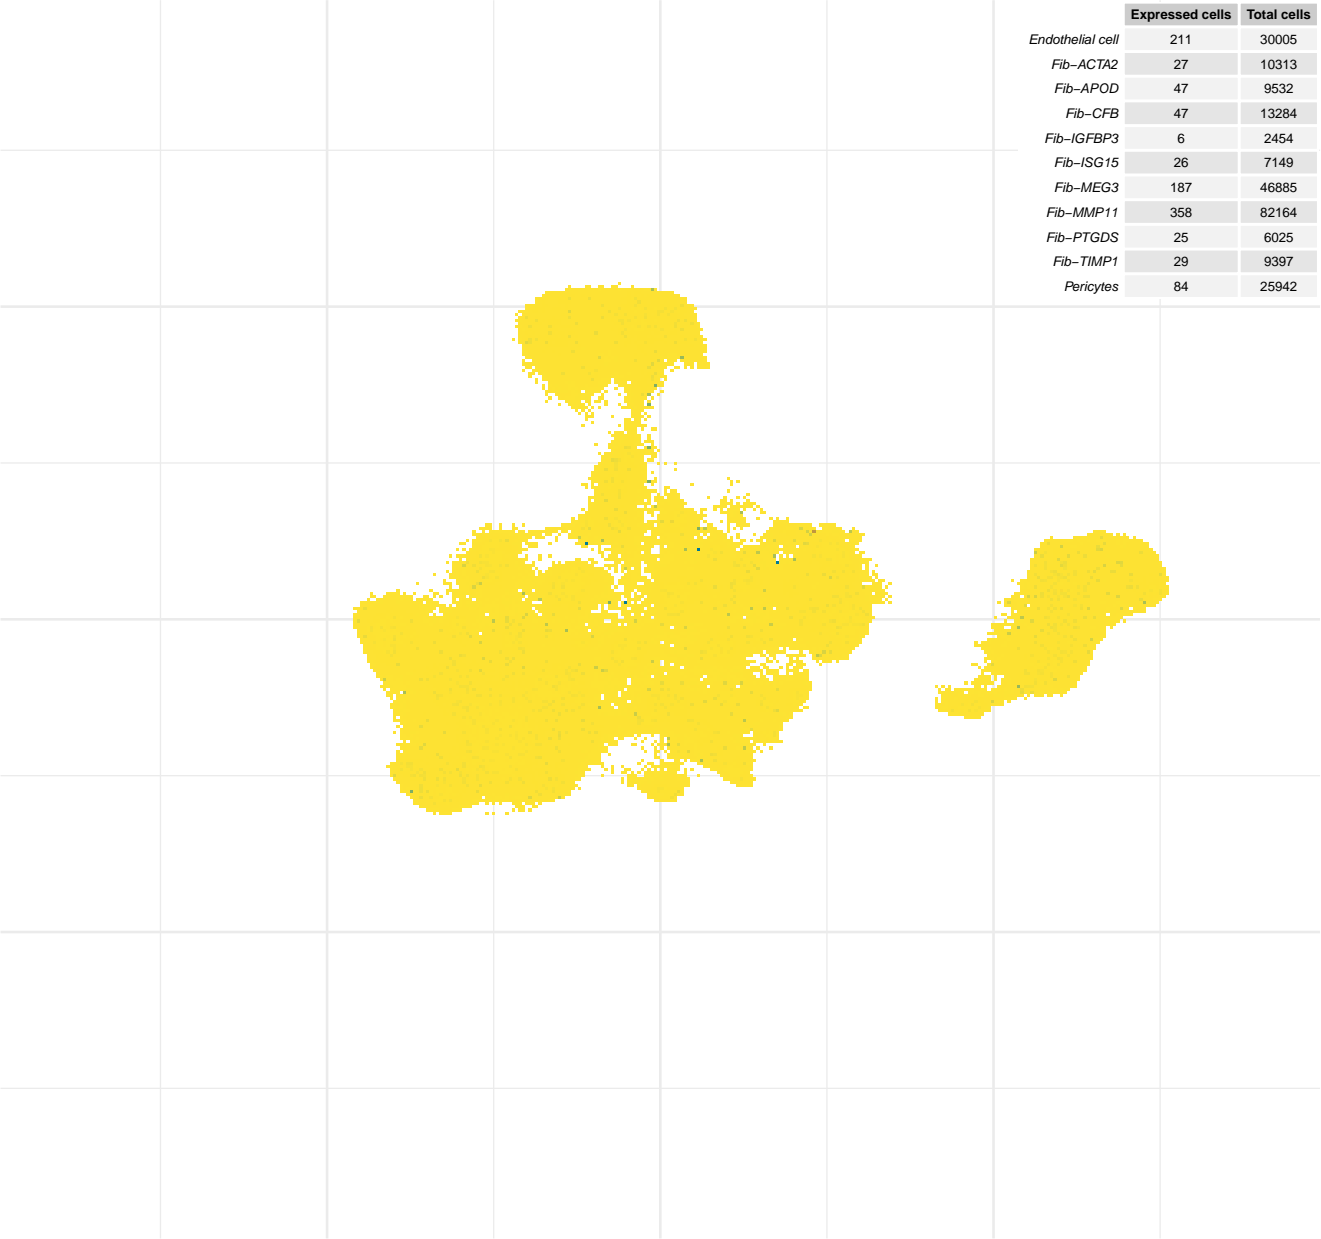 Expressed cells Total cells
Endothelial cell 211 30005
Fib−ACTA2 27 10313
Fib−APOD 47 9532
Fib−CFB 47 13284
Fib−IGFBP3 6 2454
Fib−ISG15 26 7149
Fib−MEG3 187 46885
Fib−MMP11 358 82164
Fib−PTGDS 25 6025
Fib−TIMP1 29 9397
Pericytes 84 25942